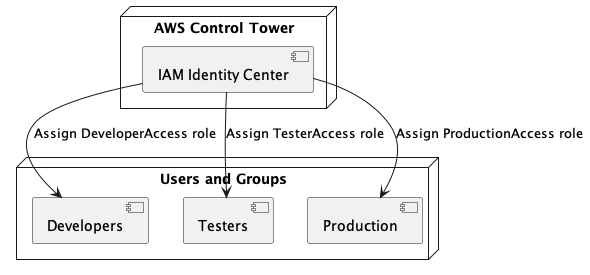 AWS Control Tower
IAM Identity Center
Assign DeveloperAccess role
Assign TesterAccess role
Assign ProductionAccess role
Users and Groups
Developers
Testers
Production